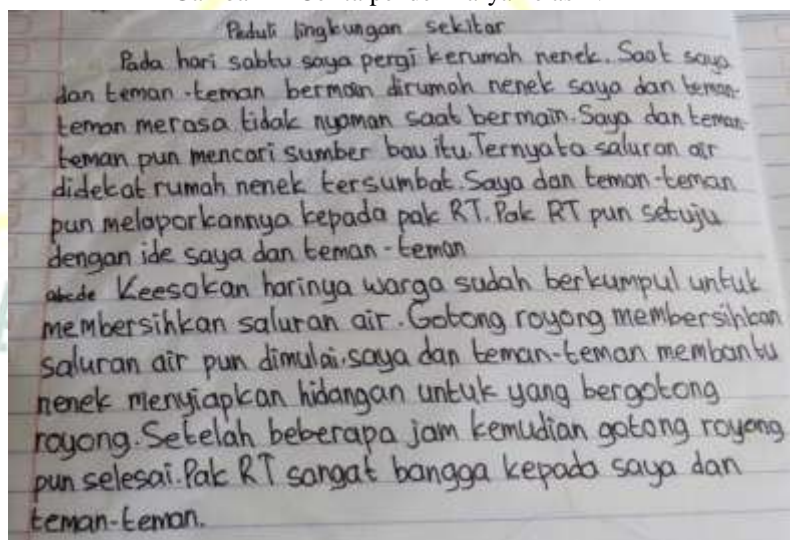 Peduli lingkungan sekitar
Pada hari sabtu saya pergi kerumah nenek. Saat saya
dan teman-teman bermain dirumah nenek saya dan teman-
teman merasa tidak nyaman saat bermain. Saya dan teman-
teman pun mencari sumber bau itu. Ternyata saluran air
didekat rumah nenek tersumbat. Saya dan teman-teman
pun melaporkannya kepada pak RT. Pak RT pun setuju
dengan ide saya dan teman-teman
Keesokan harinya warga sudah berkumpul untuk
membersihkan saluran air. Gotong royong membersihkan
saluran air pun dimulai. saya dan teman-teman membantu
nenek menyiapkan hidangan untuk yang bergotong
royong. Setelah beberapa jam kemudian gotong royong
pun selesai. Pak RT sangat bangga kepada saya dan
teman-teman.